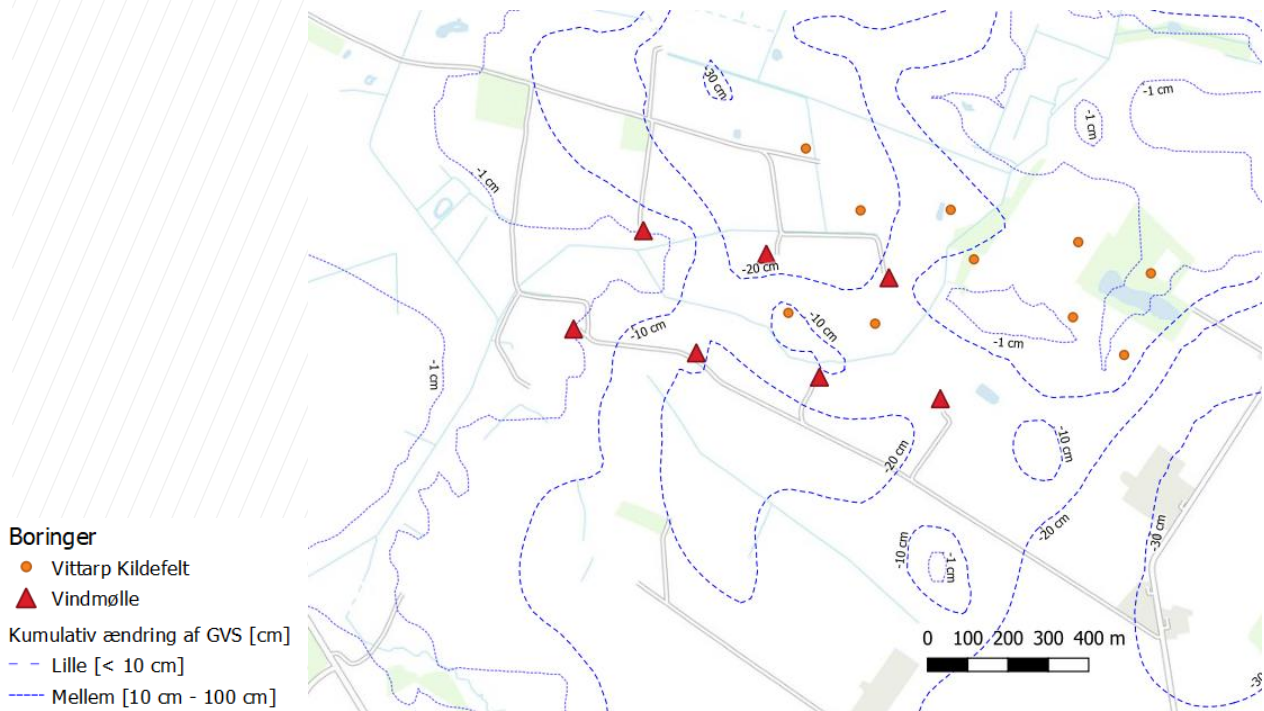 -30 cm
-1 cm
-1 cm
-1 cm
-20 cm
-10 cm
-10 cm
-1 cm
-1 cm
-10 cm
-20 cm
-20 cm
-30 cm
-10 cm
-1 cm
-30
0 100 200 300 400 m
Boringer
Vittarp Kildefelt
Vindmølle
Kumulativ ændring af GVS [cm]
Lille [< 10 cm]
Mellem [10 cm - 100 cm]